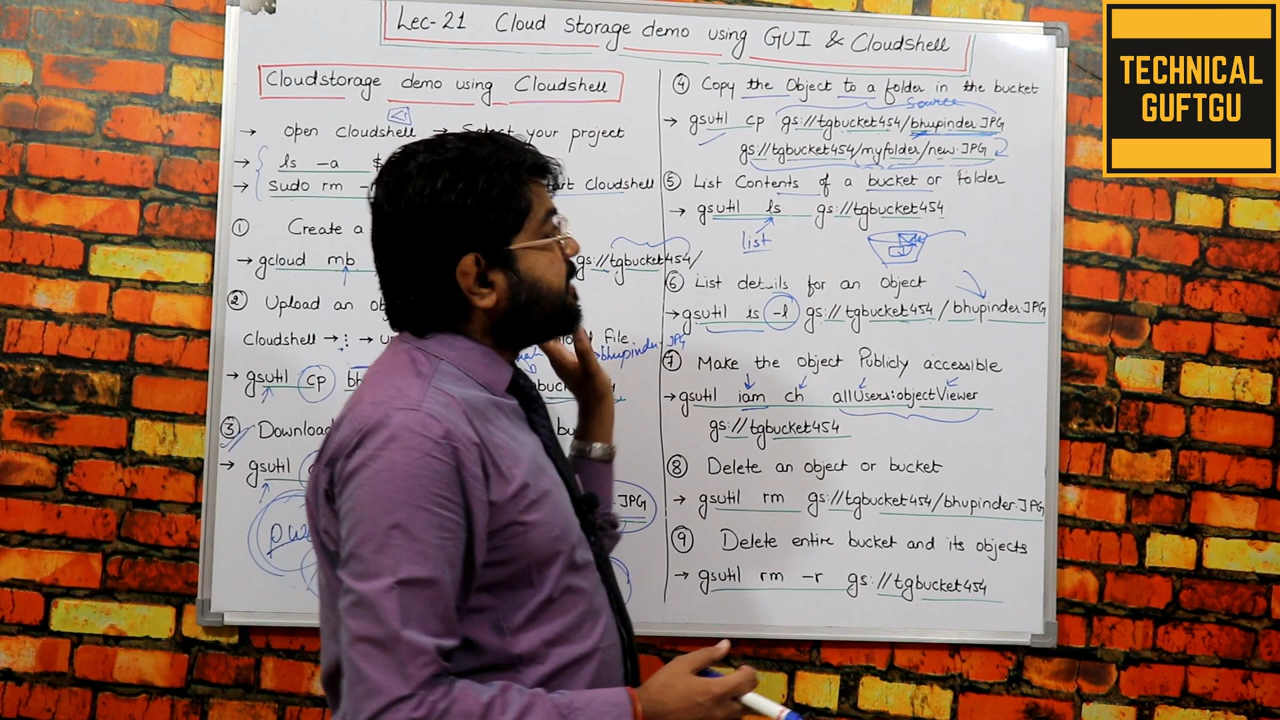 Lec-21 Cloud storage demo using GUI & Cloudshell
TECHNICAL
GUFTGU
Cloudstorage demo using Cloudshell
→ open cloudshell → Select your project
→ ls -a $
→ sudo rm - Cloudshell
① Create a
→ gcloud mb gs://tgbucket454/
② Upload an
Cloudshell → ⋮ → file.
bhupinder.JPG
→ gsutil cp
③ Download
→ gsutil
JPG
④ Copy the Object to a folder in the bucket
Source
→ gsutil cp gs://tgbucket454/bhupinder.JPG
gs://tgbucket454/myfolder/new.JPG
⑤ List Contents of a bucket or folder
→ gsutil ls gs://tgbucket454
list
⑥ List details for an Object
→ gsutil ls -l gs://tgbucket454/bhupinder.JPG
⑦ Make the object Publicly accessible
→ gsutil iam ch allUsers:objectViewer
gs://tgbucket454
⑧ Delete an object or bucket
→ gsutil rm gs://tgbucket454/bhupinder.JPG
⑨ Delete entire bucket and its objects
→ gsutil rm -r gs://tgbucket454